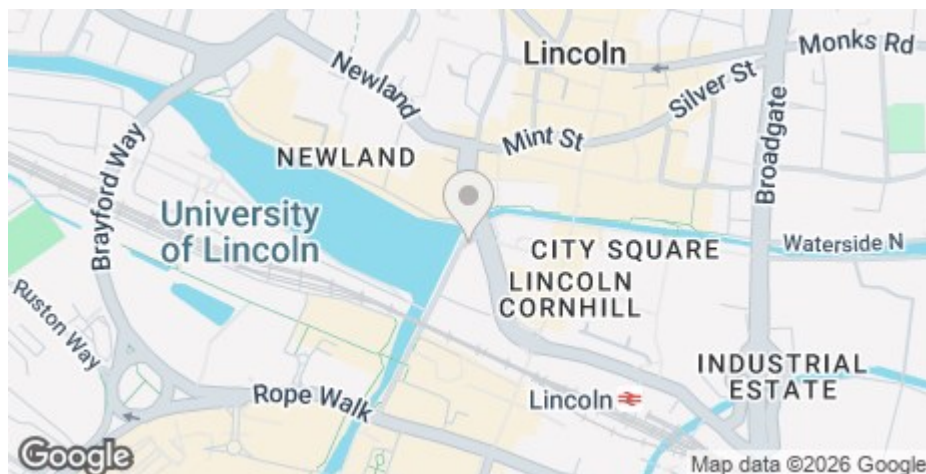 Lincoln
Monks Rd
Newland
Silver St
Mint St
NEWLAND
Broadgate
Brayford Way
University
of Lincoln
CITY SQUARE
Waterside N
LINCOLN
CORNHILL
Ruston Way
INDUSTRIAL
ESTATE
Rope Walk
Lincoln
Google
Map data ©2026 Google